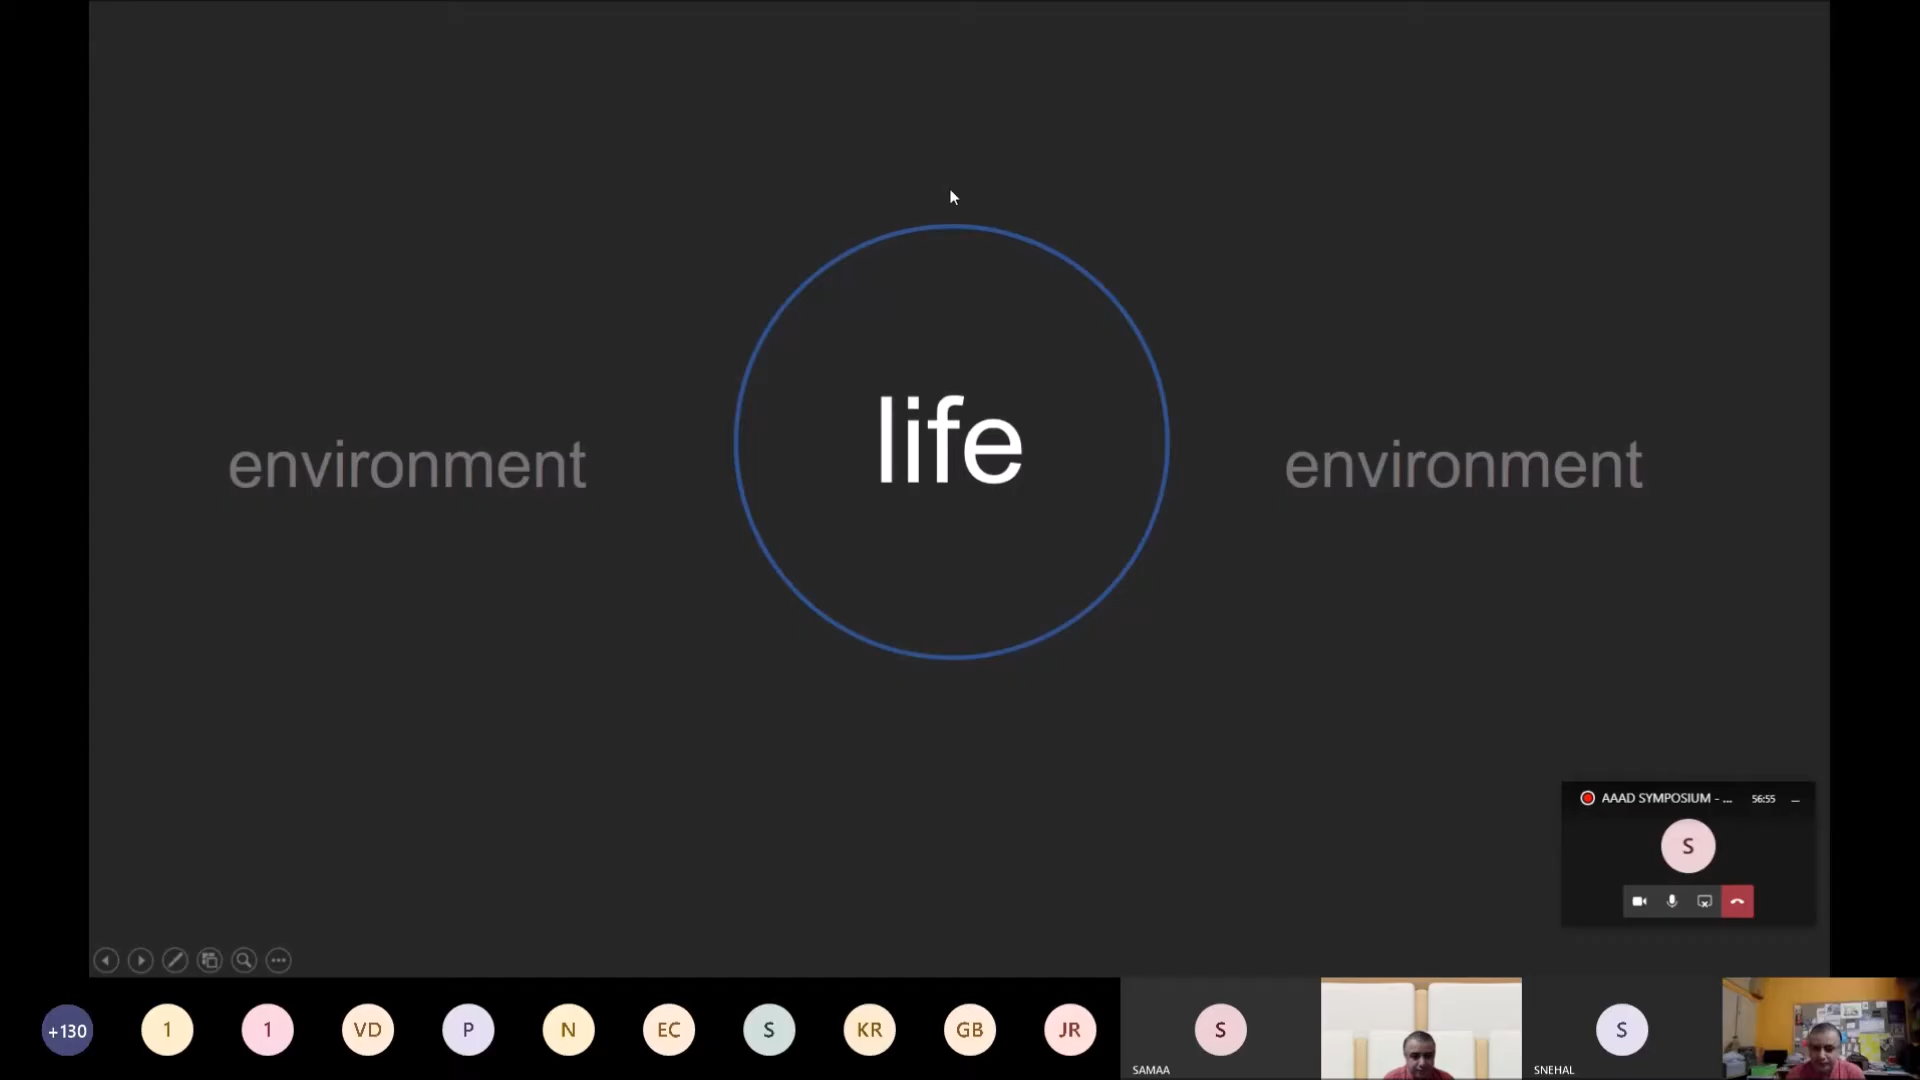 life
environment
environment
AAAD SYMPOSIUM - ...
56:55
S
+130
1
1
VD
P
N
EC
S
KR
GB
JR
S
SAMAA
S
SNEHAL